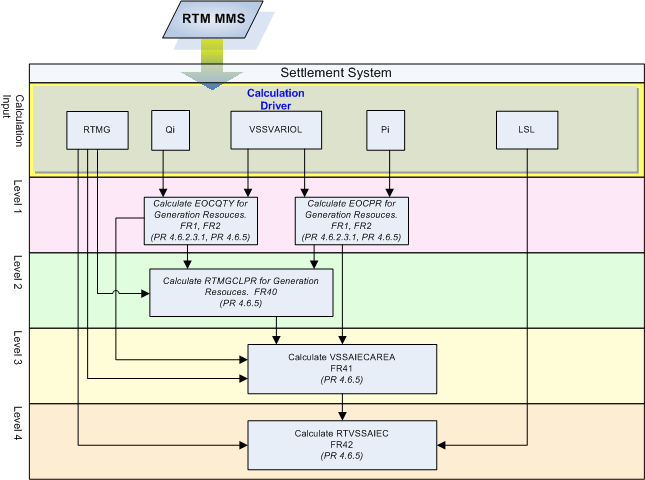 RTM MMS
Settlement System
Calculation
Driver
Calculation
Input
RTMG
Qi
VSSVARIOL
Pi
LSL
Level 1
Calculate EOCQTY for
Generation Resouces.
FR1, FR2
(PR 4.6.2.3.1, PR 4.6.5)
Calculate EOCPR for
Generation Resouces.
FR1, FR2
(PR 4.6.2.3.1, PR 4.6.5)
Level 2
Calculate RTMGCLPR for Generation
Resouces. FR40
(PR 4.6.5)
Level 3
Calculate VSSAIECAREA
FR41
(PR 4.6.5)
Level 4
Calculate RTVSSAIEC
FR42
(PR 4.6.5)